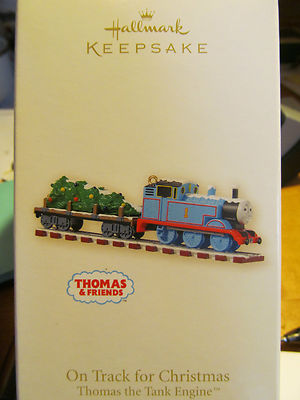 Hallmark
KEEPSAKE
THOMAS
& FRIENDS
On Track for Christmas
Thomas the Tank Engine™